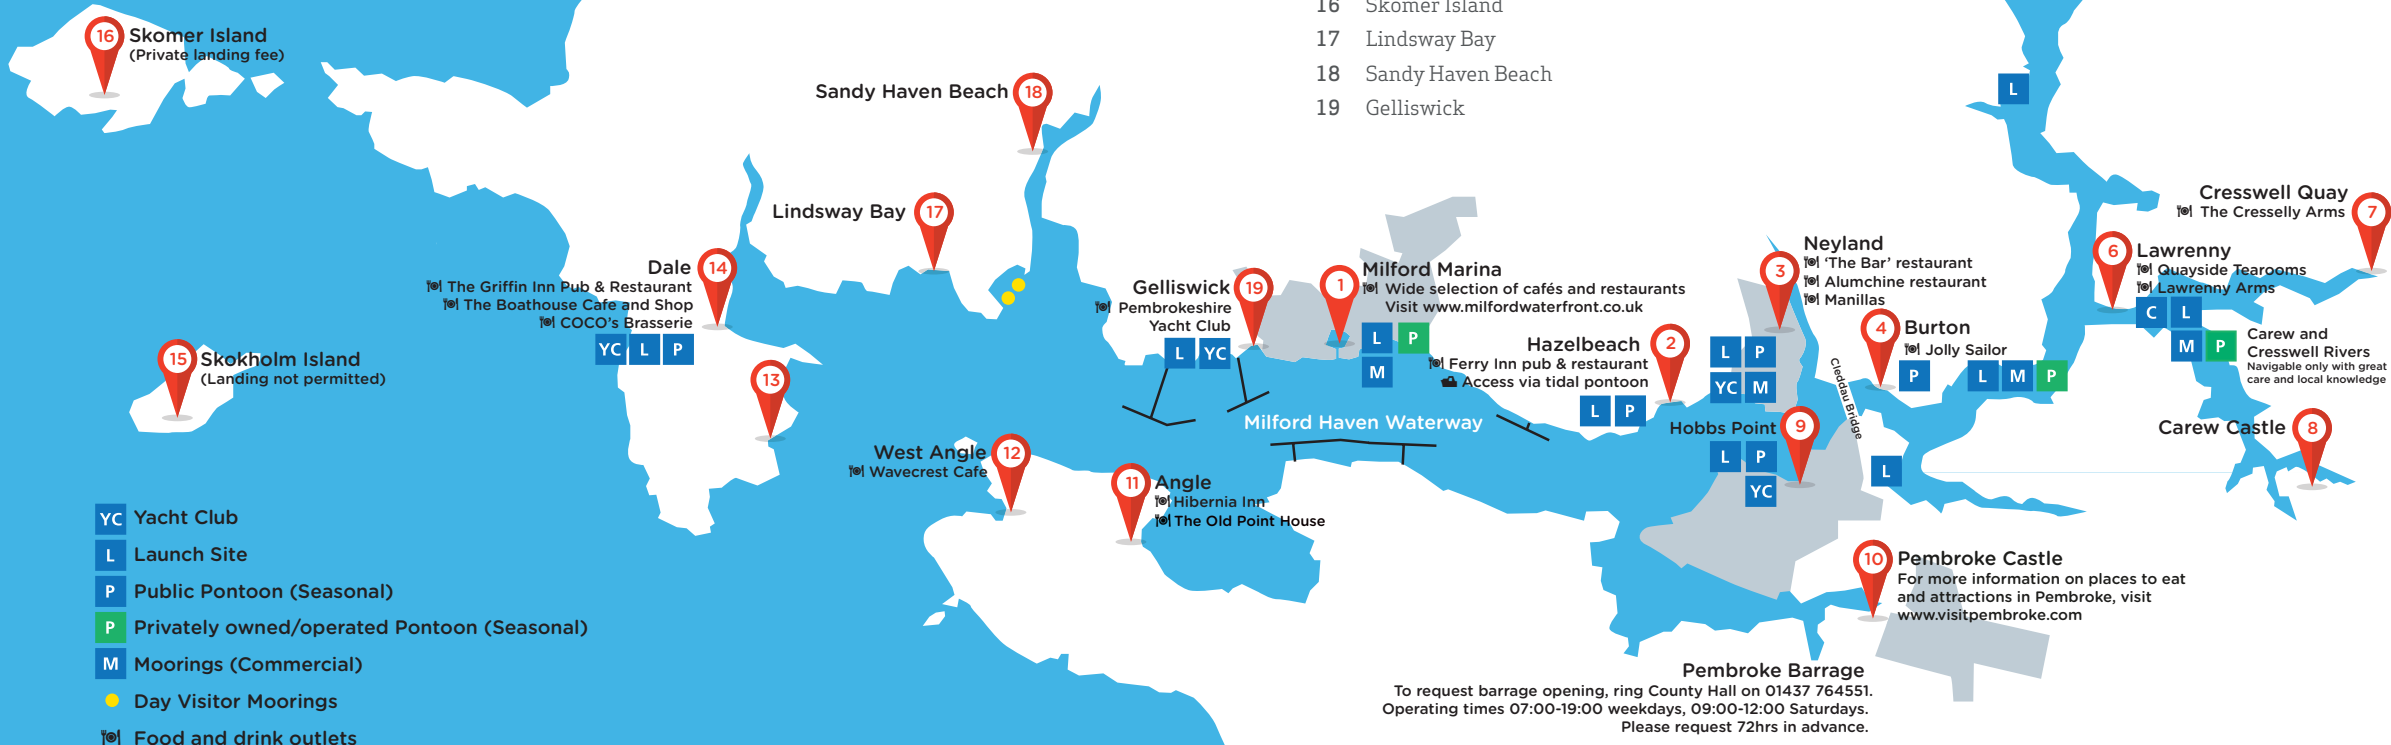 16 Skomer Island
17 Lindsway Bay
18 Sandy Haven Beach
19 Gelliswick
16 Skomer Island
(Private landing fee)
Sandy Haven Beach 18
L
Lindsway Bay 17
Cresswell Quay 7
The Cresselly Arms
Dale 14
The Griffin Inn Pub & Restaurant
The Boathouse Cafe and Shop
COCO's Brasserie
YC L P
Gelliswick 19
Pembrokeshire
Yacht Club
L YC
1 Milford Marina
Wide selection of cafés and restaurants
Visit www.milfordwaterfront.co.uk
L P
M
3 Neyland
‘The Bar’ restaurant
Alumchine restaurant
Manillas
L P
YC M
6 Lawrenny
Quayside Tearooms
Lawrenny Arms
C L
M P
Carew and
Cresswell Rivers
Navigable only with great
care and local knowledge
Hazelbeach 2
Ferry Inn pub & restaurant
Access via tidal pontoon
L P
4 Burton
Jolly Sailor
P
L M P
Cleddau Bridge
15 Skokholm Island
(Landing not permitted)
13
Milford Haven Waterway
Hobbs Point 9
L P
YC
L
Carew Castle 8
West Angle 12
Wavecrest Cafe
11 Angle
Hibernia Inn
The Old Point House
10 Pembroke Castle
For more information on places to eat
and attractions in Pembroke, visit
www.visitpembroke.com
Pembroke Barrage
To request barrage opening, ring County Hall on 01437 764551.
Operating times 07:00-19:00 weekdays, 09:00-12:00 Saturdays.
Please request 72hrs in advance.
YC Yacht Club
L Launch Site
P Public Pontoon (Seasonal)
P Privately owned/operated Pontoon (Seasonal)
M Moorings (Commercial)
Day Visitor Moorings
Food and drink outlets